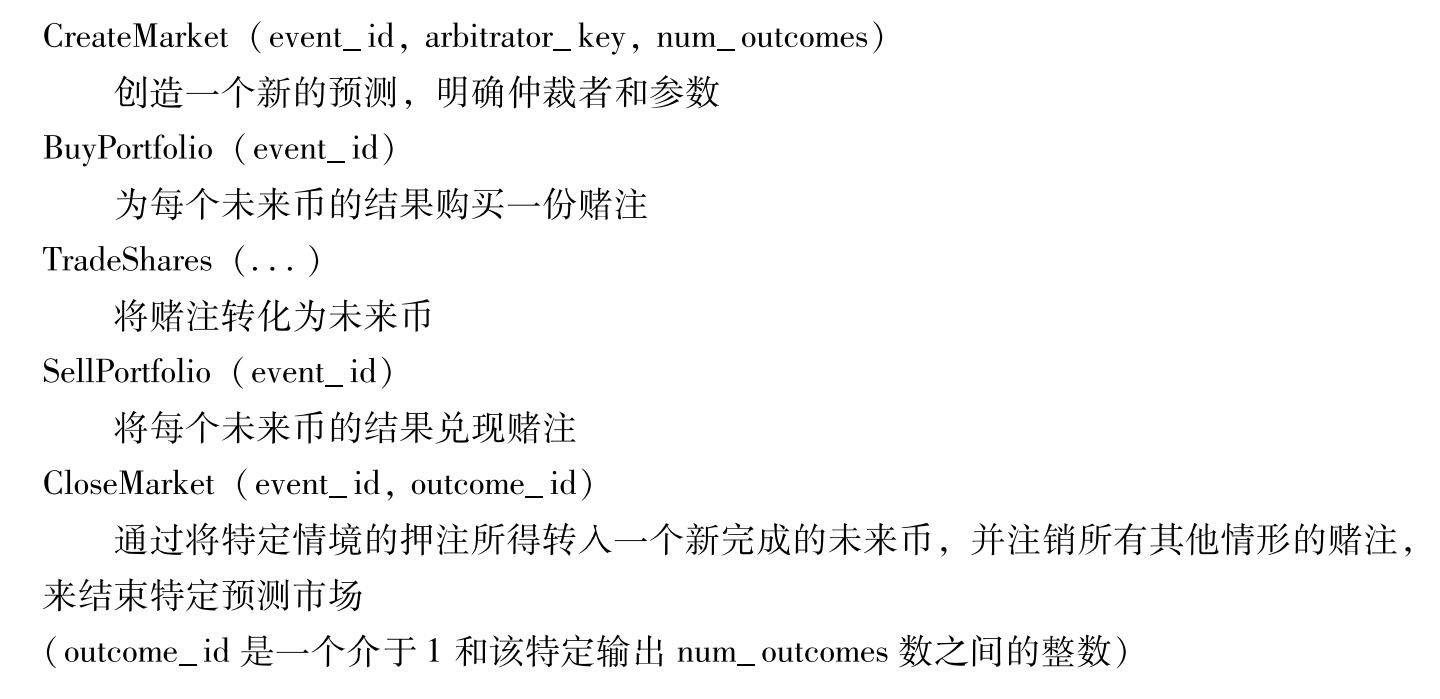 CreateMarket (event_id, arbitrator_key, num_outcomes)
创造一个新的预测，明确仲裁者和参数
BuyPortfolio (event_id)
为每个未来币的结果购买一份赌注
TradeShares (...)
将赌注转化为未来币
SellPortfolio (event_id)
将每个未来币的结果兑现赌注
CloseMarket (event_id, outcome_id)
通过将特定情境的押注所得转入一个新完成的未来币，并注销所有其他情形的赌注，
来结束特定预测市场
(outcome_id 是一个介于 1 和该特定输出 num_outcomes 数之间的整数)